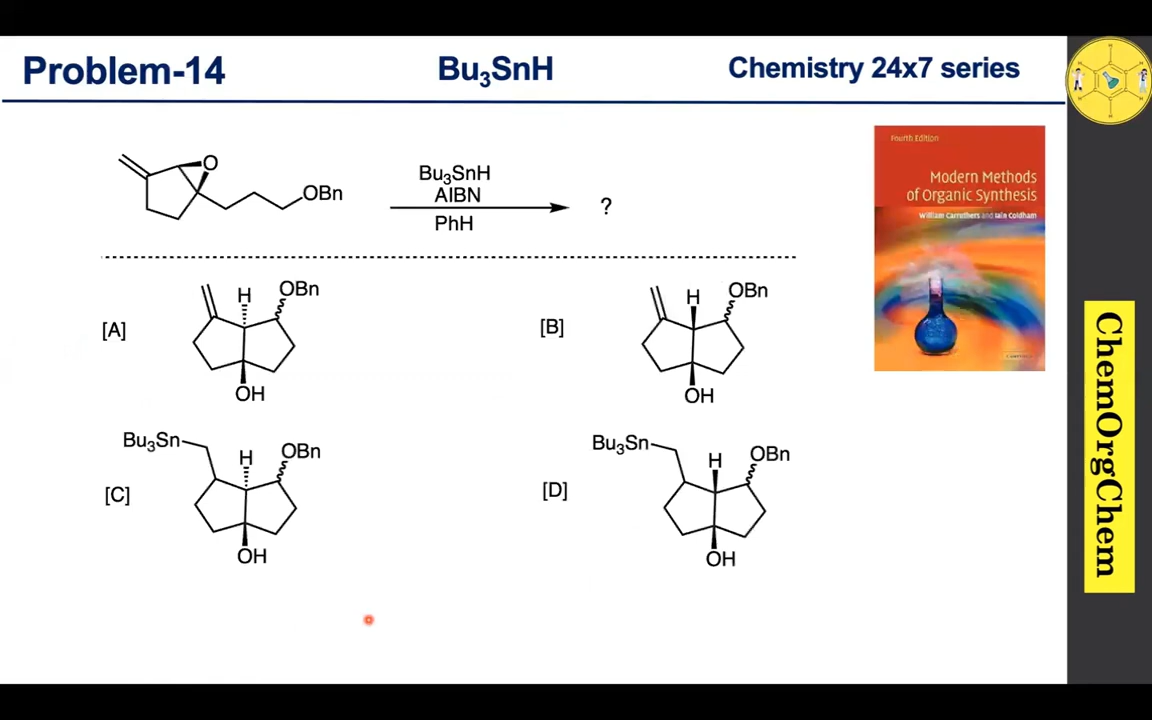 Problem-14
Bu₃SnH
Chemistry 24x7 series
O
OBn
Bu₃SnH
AIBN
PhH
?
Fourth Edition
Modern Methods
of Organic Synthesis
William Carruthers and Iain Coldham
[A]
H
OBn
OH
[B]
H
OBn
OH
[C]
Bu₃Sn
H
OBn
OH
[D]
Bu₃Sn
H
OBn
OH
ChemOrgChem